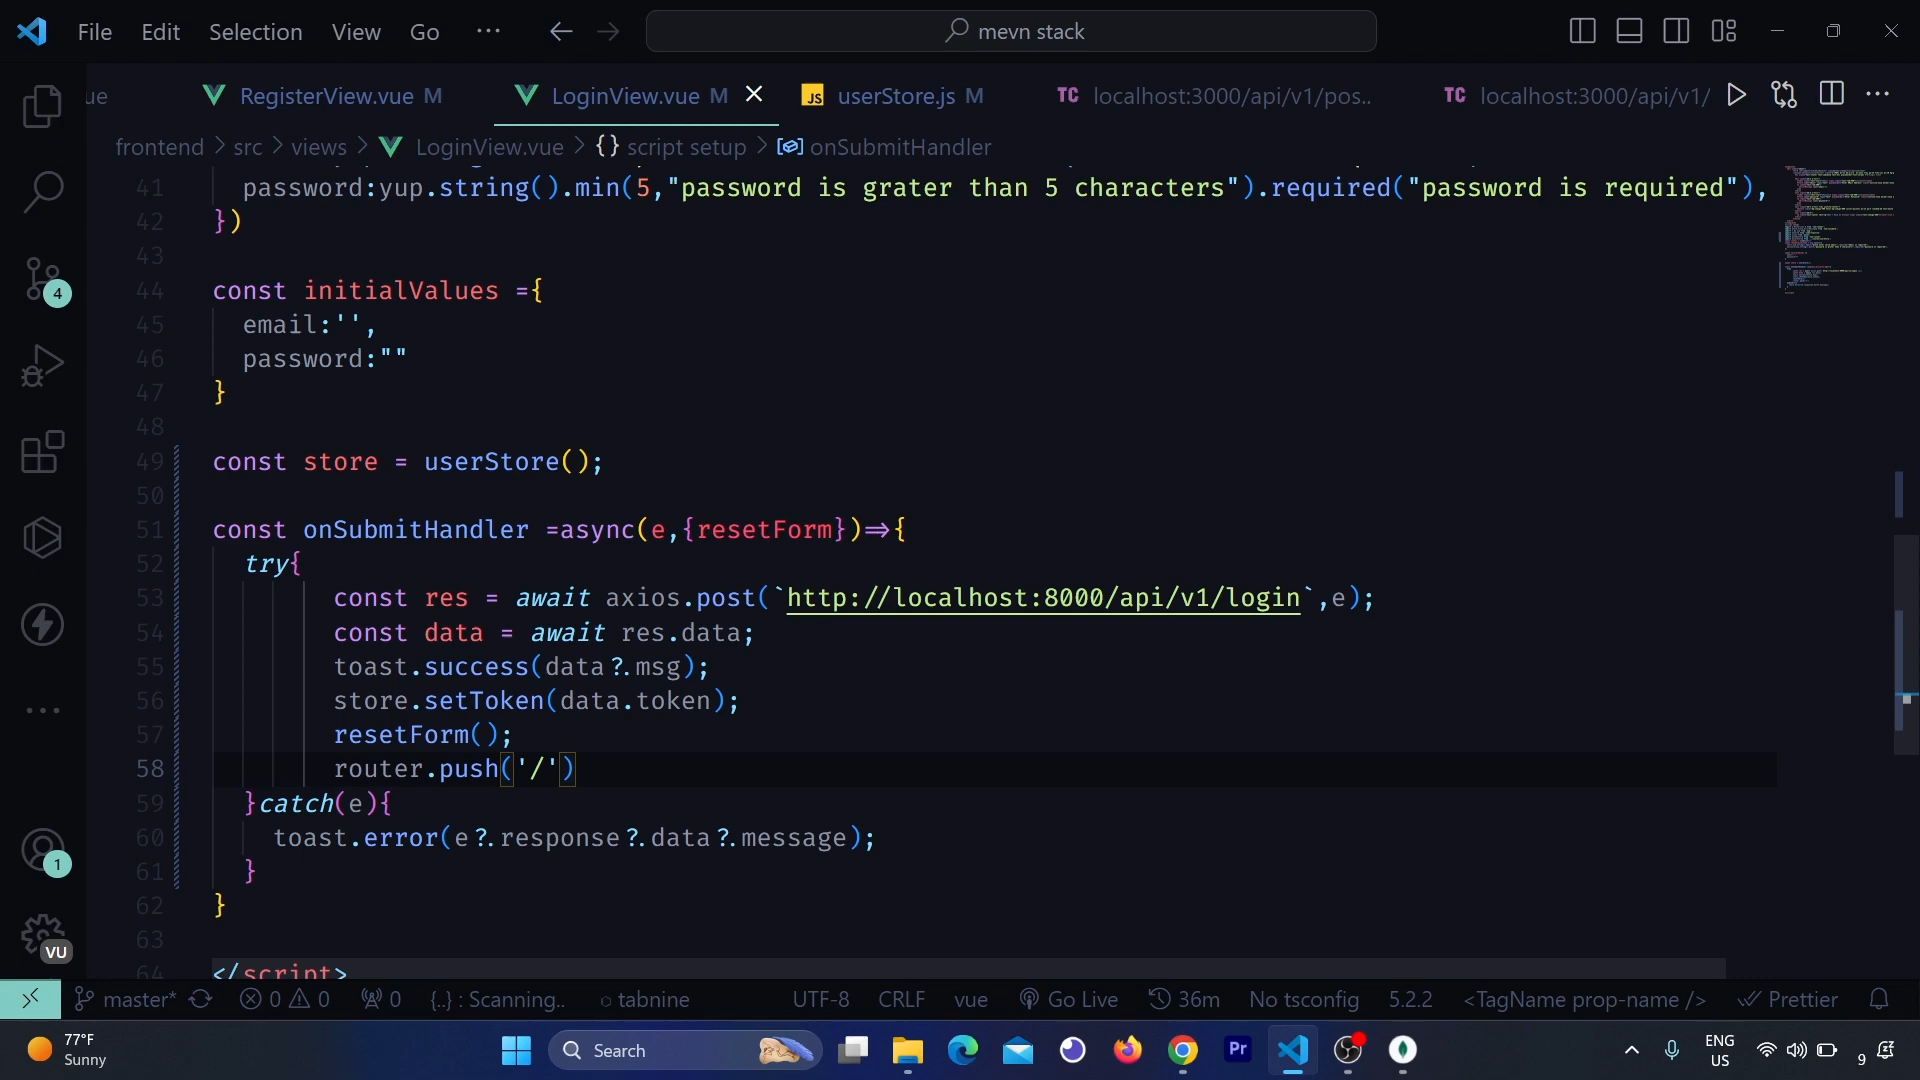 File Edit Selection View Go ··· mevn stack
ue RegisterView.vue M LoginView.vue M userStore.js M TC localhost:3000/api/v1/pos.. TC localhost:3000/api/v1/ ···
frontend > src > views > LoginView.vue > {} script setup > onSubmitHandler
41 password:yup.string().min(5,"password is grater than 5 characters").required("password is required"),
42 })
43
44 const initialValues ={
45 email:'',
46 password:""
47 }
48
49 const store = userStore();
50
51 const onSubmitHandler =async(e,{resetForm})=>{
52 try{
53 const res = await axios.post(`http://localhost:8000/api/v1/login`,e);
54 const data = await res.data;
55 toast.success(data?.msg);
56 store.setToken(data.token);
57 resetForm();
58 router.push('/')
59 }catch(e){
60 toast.error(e?.response?.data?.message);
61 }
62 }
63
64 </script>
4
1
VU
master* 0 0 0 {..} : Scanning.. tabnine UTF-8 CRLF vue Go Live 36m No tsconfig 5.2.2 <TagName prop-name /> Prettier
77°F
Sunny
Search
Pr
ENG
US
9